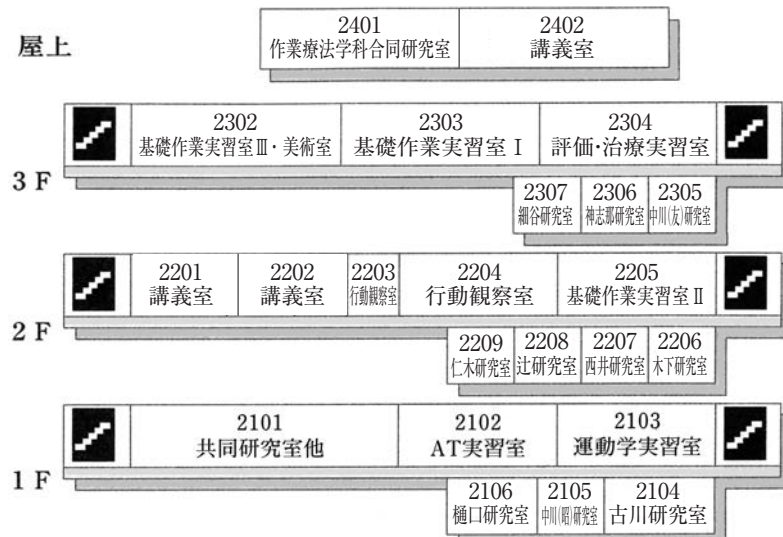 屋上
2401
作業療法学科合同研究室
2402
講義室
3F
2302
基礎作業実習室Ⅲ・美術室
2303
基礎作業実習室Ⅰ
2304
評価・治療実習室
2307
細谷研究室
2306
神志那研究室
2305
中川(友)研究室
2F
2201
講義室
2202
講義室
2203
行動観察室
2204
行動観察室
2205
基礎作業実習室Ⅱ
2209
仁木研究室
2208
辻研究室
2207
西井研究室
2206
木下研究室
1F
2101
共同研究室他
2102
AT実習室
2103
運動学実習室
2106
樋口研究室
2105
中川(昭)研究室
2104
古川研究室